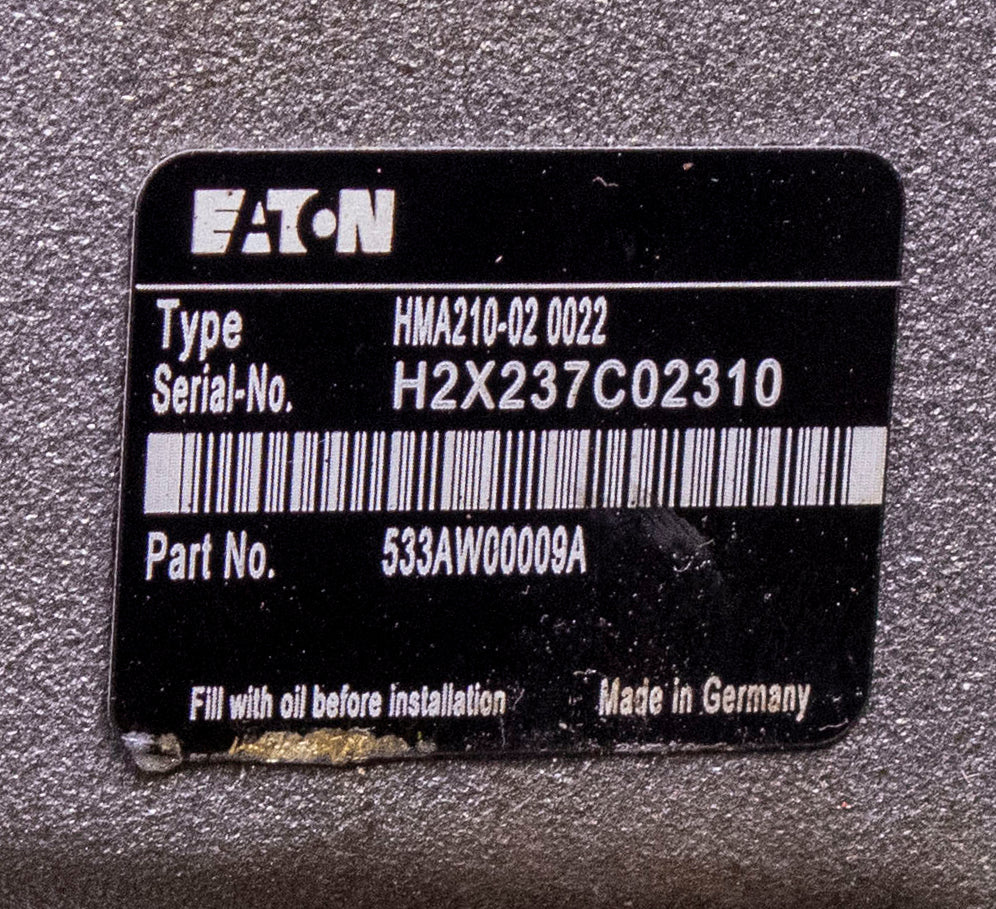 EATON
Type HMA210-02 0022
Serial-No. H2X237C02310
Part No. 533AW00009A
Fill with oil before installation Made in Germany